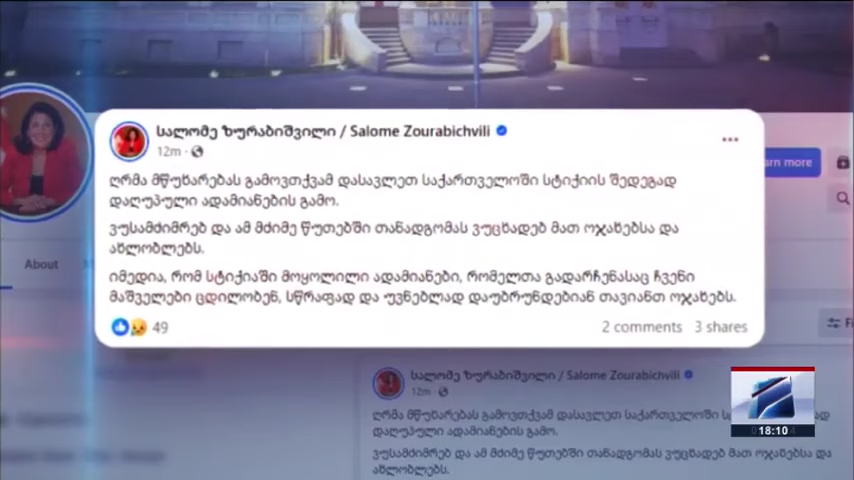 სალომე ზურაბიშვილი / Salome Zourabichvili
12m
ღრმა მწუხარებას გამოვთქვამ დასავლეთ საქართველოში სტიქიის შედეგად
დაღუპული ადამიანების გამო.
ვუსამძიმრებ და ამ მძიმე წუთებში თანადგომას ვუცხადებ მათ ოჯახებსა და
ახლობლებს.
იმედია, რომ სტიქიაში მოყოლილი ადამიანები, რომელთა გადარჩენასაც ჩვენი
მაშველები ცდილობენ, სწრაფად და უვნებლად დაუბრუნდებიან თავიანთ ოჯახებს.
49 2 comments 3 shares
more
About
სალომე ზურაბიშვილი / Salome Zourabichvili
12m
ღრმა მწუხარებას გამოვთქვამ დასავლეთ საქართველოში
დაღუპული ადამიანების გამო.
ვუსამძიმრებ და ამ მძიმე წუთებში თანადგომას ვუცხადებ მათ ოჯახებსა და
ახლობლებს.
18:10